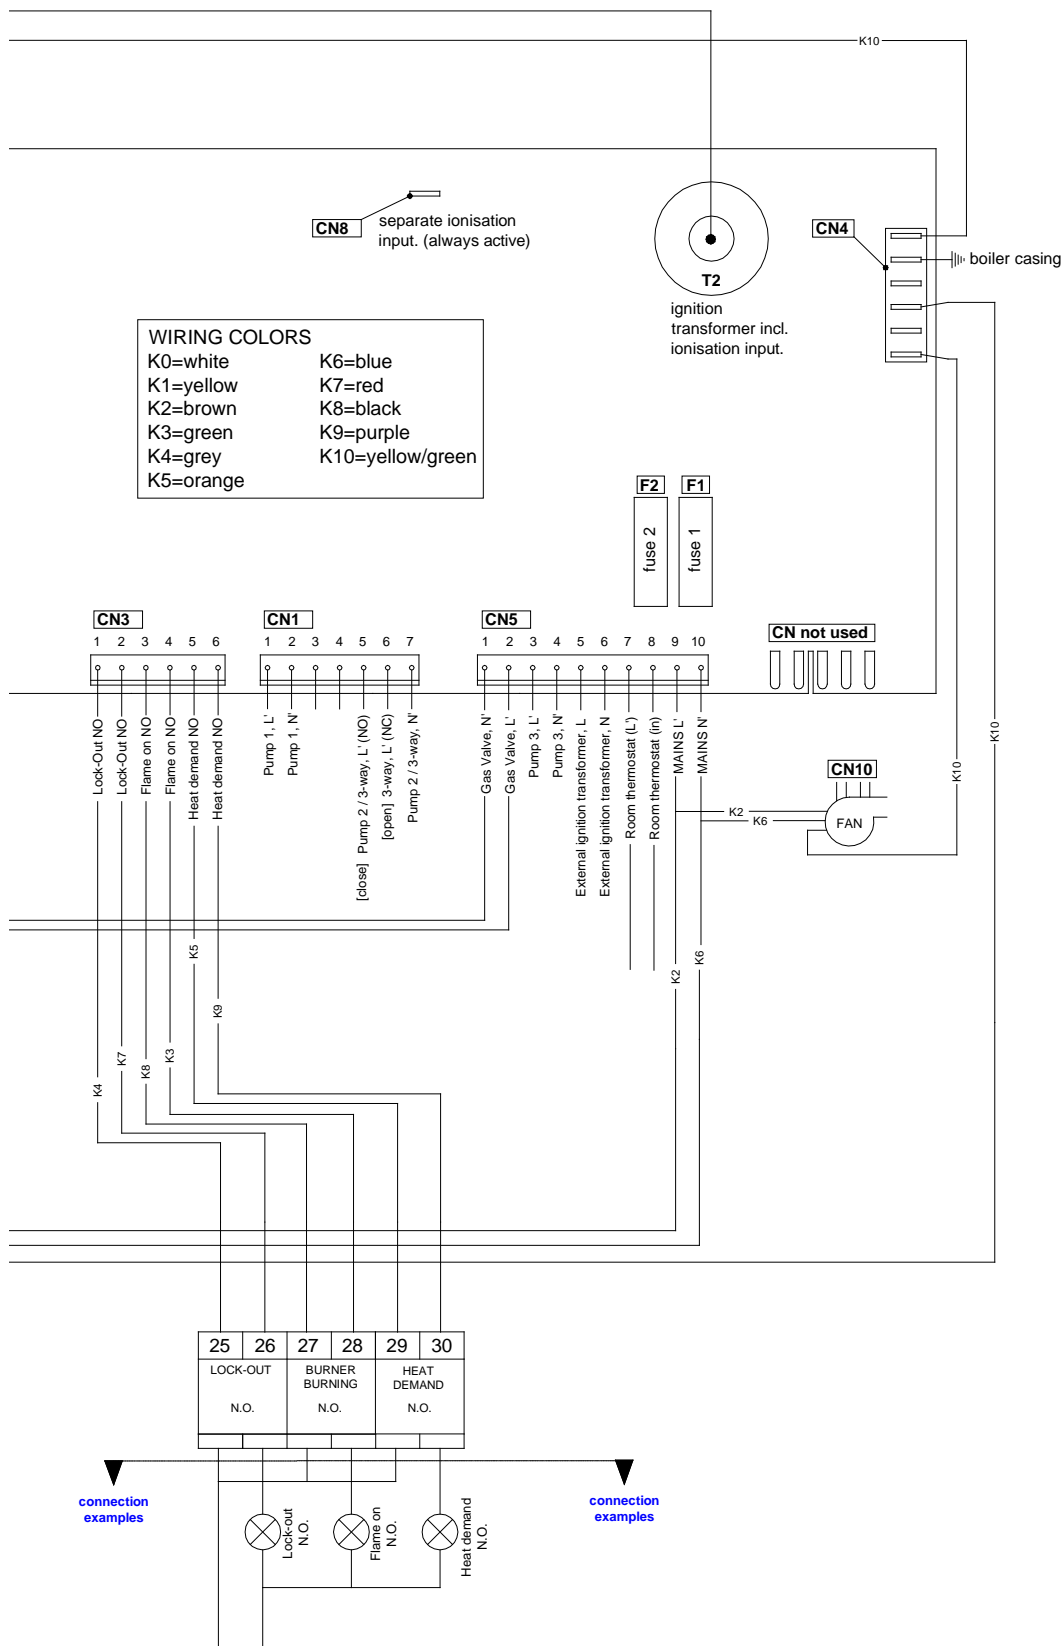 K10
CN8
separate ionisation
input. (always active)
CN4
boiler casing
T2
ignition
transformer incl.
ionisation input.
WIRING COLORS
K0=white K6=blue
K1=yellow K7=red
K2=brown K8=black
K3=green K9=purple
K4=grey K10=yellow/green
K5=orange
F2 F1
fuse 2
fuse 1
CN3 CN1 CN5 CN not used
1 2 3 4 5 6
1 2 3 4 5 6 7
1 2 3 4 5 6 7 8 9 10
Lock-Out NO
Lock-Out NO
Flame on NO
Flame on NO
Heat demand NO
Heat demand NO
Pump 1, L'
Pump 1, N'
[close] Pump 2 / 3-way, L' (NO)
[open] 3-way, L' (NC)
Pump 2 / 3-way, N'
Gas Valve, N'
Gas Valve, L'
Pump 3, L'
Pump 3, N'
External ignition transformer, L
External ignition transformer, N
Room thermostat (L')
Room thermostat (in)
MAINS L'
MAINS N'
K10
K10
CN10
FAN
K2
K6
K5
K9
K2
K6
K4
K7
K8
K3
25 26 27 28 29 30
LOCK-OUT
N.O.
BURNER
BURNING
N.O.
HEAT
DEMAND
N.O.
connection
examples
connection
examples
Lock-out
N.O.
Flame on
N.O.
Heat demand
N.O.